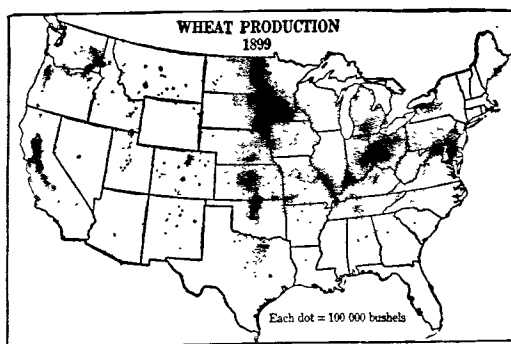 WHEAT PRODUCTION
1899
Each dot = 100 000 bushels